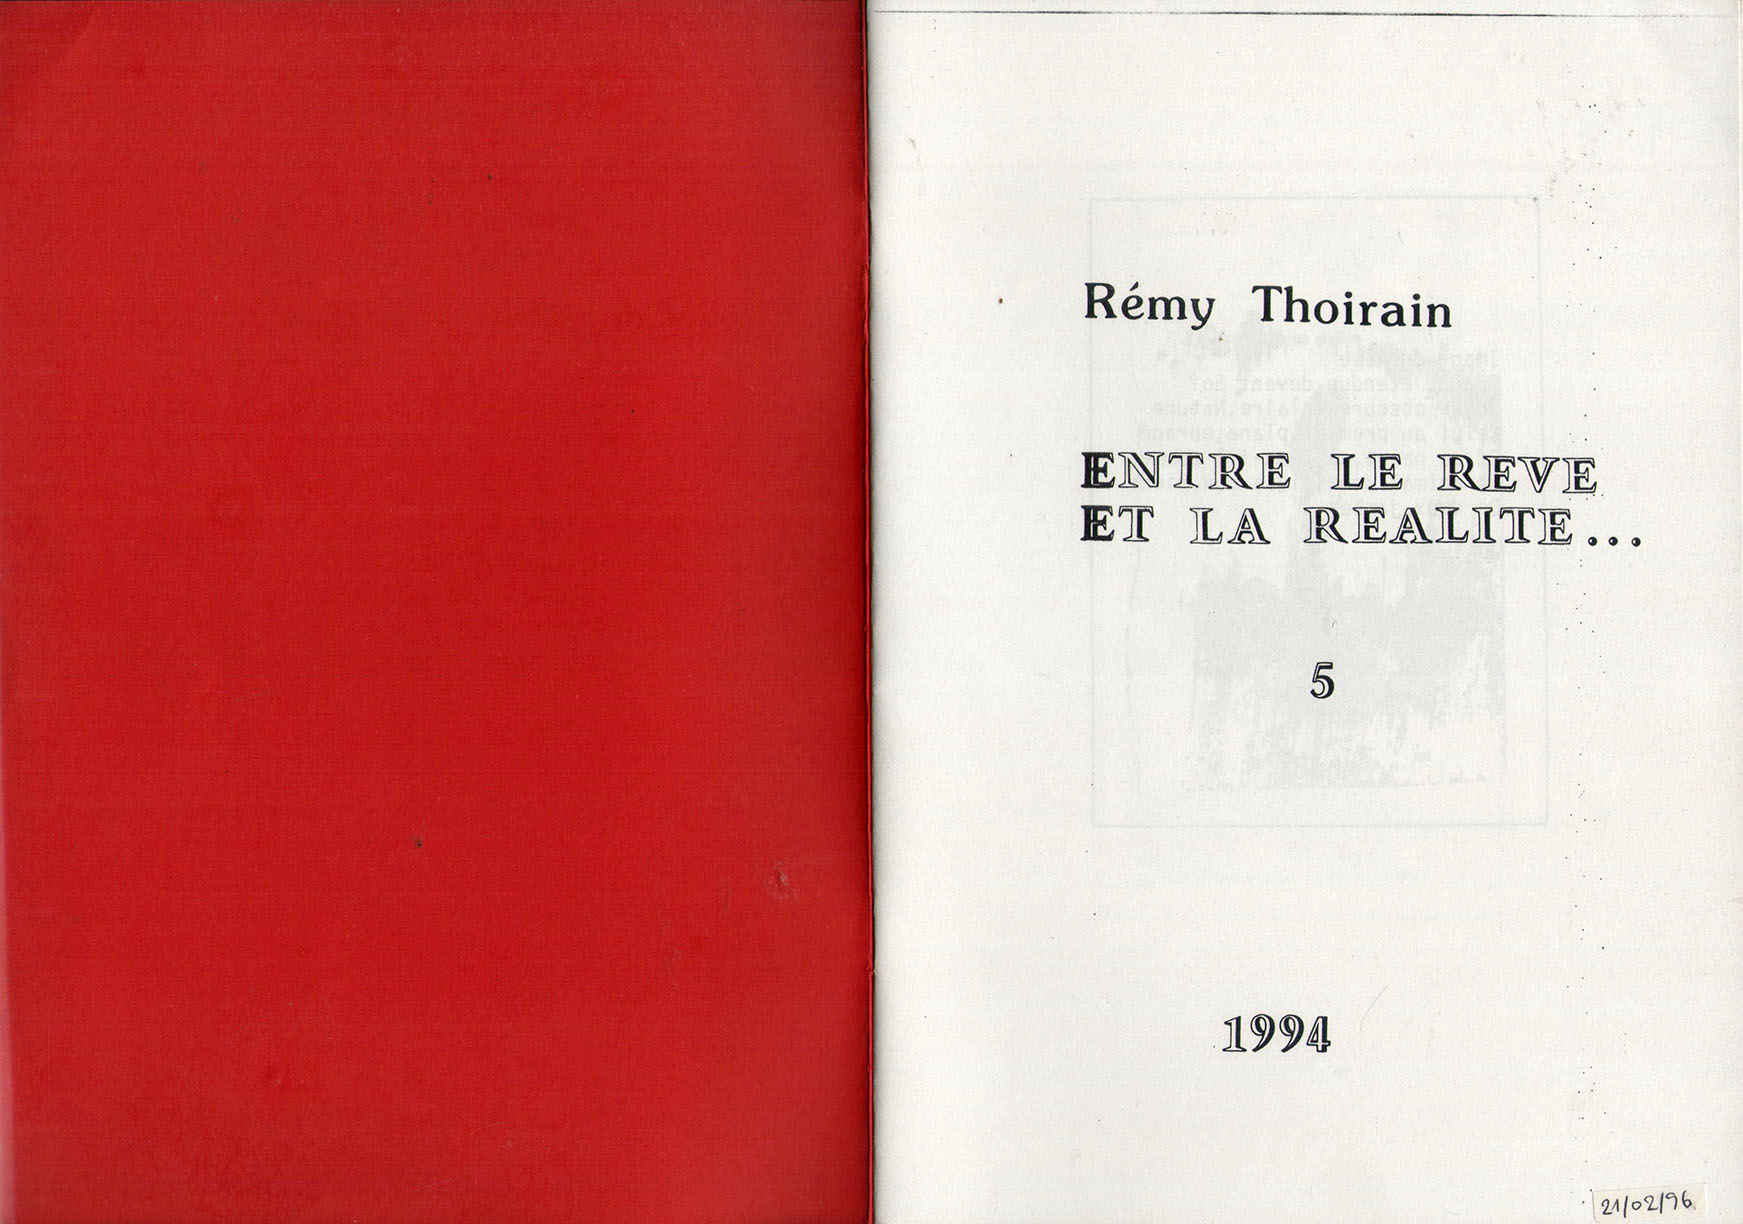 Rémy Thoirain
ENTRE LE REVE
ET LA REALITE...
5
1994
21/02/96